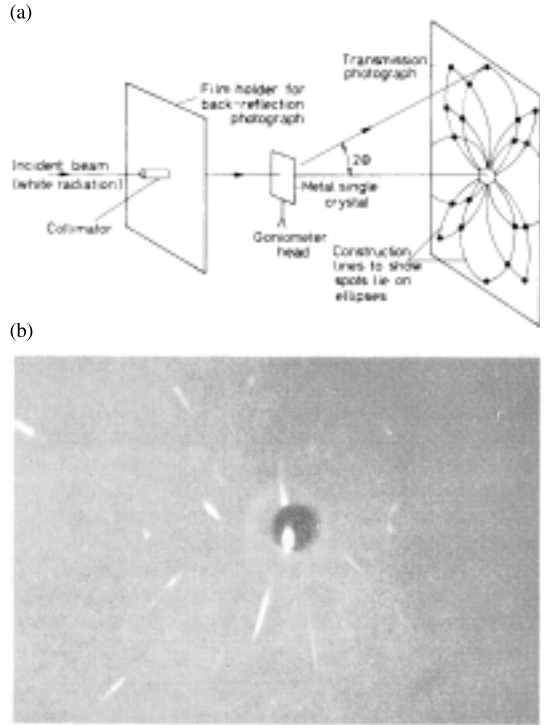 (a)
Transmission
photograph
Film holder for
back-reflection
photograph
2θ
Incident beam
(white radiation)
Metal single
crystal
Collimator
Goniometer
head
Construction
lines to show
spots lie on
ellipses
(b)